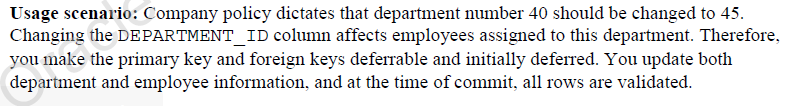 Usage scenario: Company policy dictates that department number 40 should be changed to 45.
Changing the DEPARTMENT_ID column affects employees assigned to this department. Therefore,
you make the primary key and foreign keys deferrable and initially deferred. You update both
department and employee information, and at the time of commit, all rows are validated.